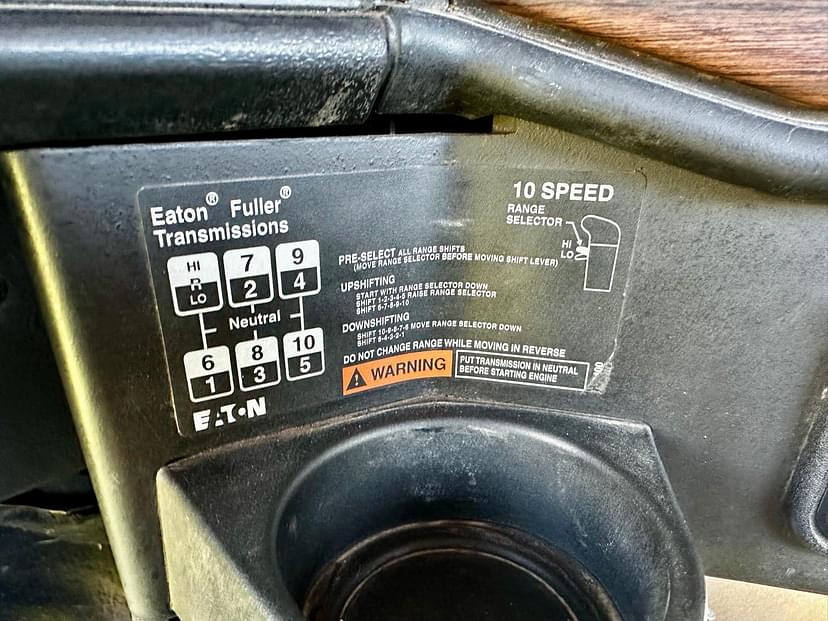 Eaton® Fuller®
Transmissions
HI
R
LO
7
2
9
4
Neutral
6
1
8
3
10
5
EATON
PRE-SELECT ALL RANGE SHIFTS
(MOVE RANGE SELECTOR BEFORE MOVING SHIFT LEVER)
UPSHIFTING
START WITH RANGE SELECTOR DOWN
SHIFT 1-2-3-4-5 RAISE RANGE SELECTOR
SHIFT 6-7-8-9-10
DOWNSHIFTING
SHIFT 10-9-8-7-6 MOVE RANGE SELECTOR DOWN
SHIFT 5-4-3-2-1
DO NOT CHANGE RANGE WHILE MOVING IN REVERSE
WARNING
PUT TRANSMISSION IN NEUTRAL
BEFORE STARTING ENGINE
10 SPEED
RANGE
SELECTOR
HI
LO